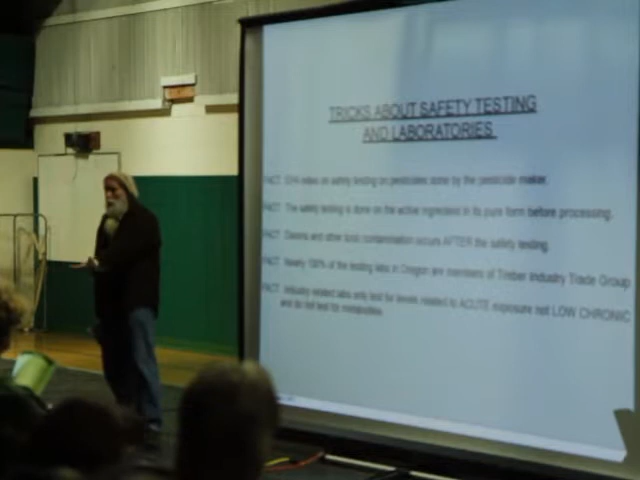 TRICKS ABOUT SAFETY TESTING
AND LABORATORIES
FACT: EPA relies on safety testing on pesticides done by the pesticide maker.
FACT: The safety testing is done on the active ingredient in its pure form before processing.
FACT: Dioxins and other toxic contamination occurs AFTER the safety testing.
FACT: Nearly 100% of the testing labs in Oregon are members of Timber Industry Trade Group
FACT: Industry related labs only test for levels related to ACUTE exposure not LOW CHRONIC
and do not test for metabolites.